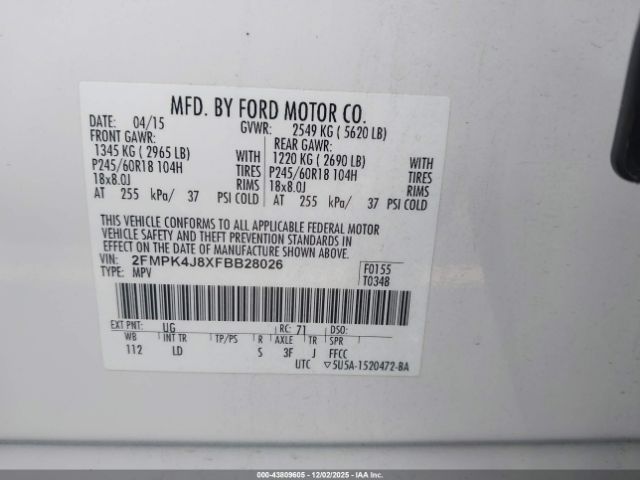 MFD. BY FORD MOTOR CO.
DATE: 04/15 GVWR: 2549 KG ( 5620 LB)
FRONT GAWR: REAR GAWR:
1345 KG ( 2965 LB) WITH 1220 KG ( 2690 LB) WITH
P245/60R18 104H TIRES P245/60R18 104H TIRES
18x8.0J RIMS 18x8.0J RIMS
AT 255 kPa/ 37 PSI COLD AT 255 kPa/ 37 PSI COLD
THIS VEHICLE CONFORMS TO ALL APPLICABLE FEDERAL MOTOR
VEHICLE SAFETY AND THEFT PREVENTION STANDARDS IN
EFFECT ON THE DATE OF MANUFACTURE SHOWN ABOVE.
VIN: 2FMPK4J8XFBB28026 F0155
TYPE: MPV T0348
EXT PNT: UG RC: 71 DSO:
WB INT TR TP/PS R AXLE TR SPR
112 LD S 3F J FFCC
UTC ▽5U5A-1520472-BA
000-43809605 - 12/02/2025 - IAADT